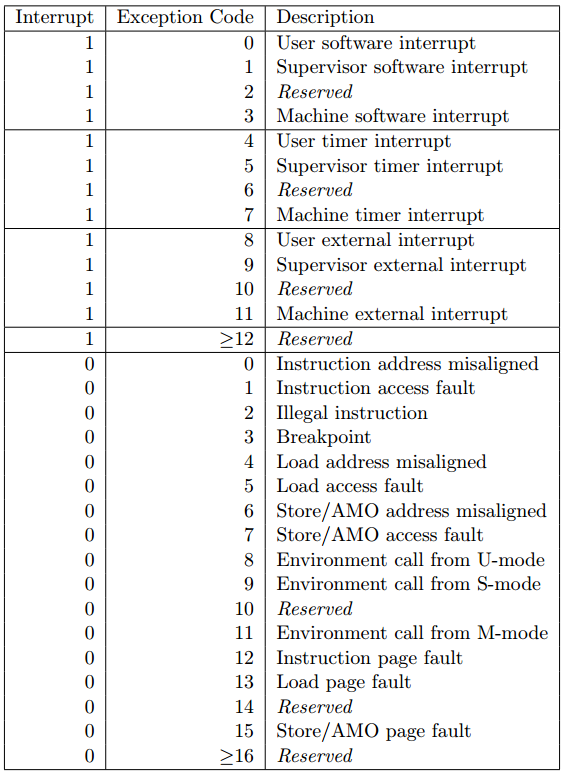 Interrupt Exception Code Description
1 0 User software interrupt
1 1 Supervisor software interrupt
1 2 Reserved
1 3 Machine software interrupt
1 4 User timer interrupt
1 5 Supervisor timer interrupt
1 6 Reserved
1 7 Machine timer interrupt
1 8 User external interrupt
1 9 Supervisor external interrupt
1 10 Reserved
1 11 Machine external interrupt
1 ≥12 Reserved
0 0 Instruction address misaligned
0 1 Instruction access fault
0 2 Illegal instruction
0 3 Breakpoint
0 4 Load address misaligned
0 5 Load access fault
0 6 Store/AMO address misaligned
0 7 Store/AMO access fault
0 8 Environment call from U-mode
0 9 Environment call from S-mode
0 10 Reserved
0 11 Environment call from M-mode
0 12 Instruction page fault
0 13 Load page fault
0 14 Reserved
0 15 Store/AMO page fault
0 ≥16 Reserved